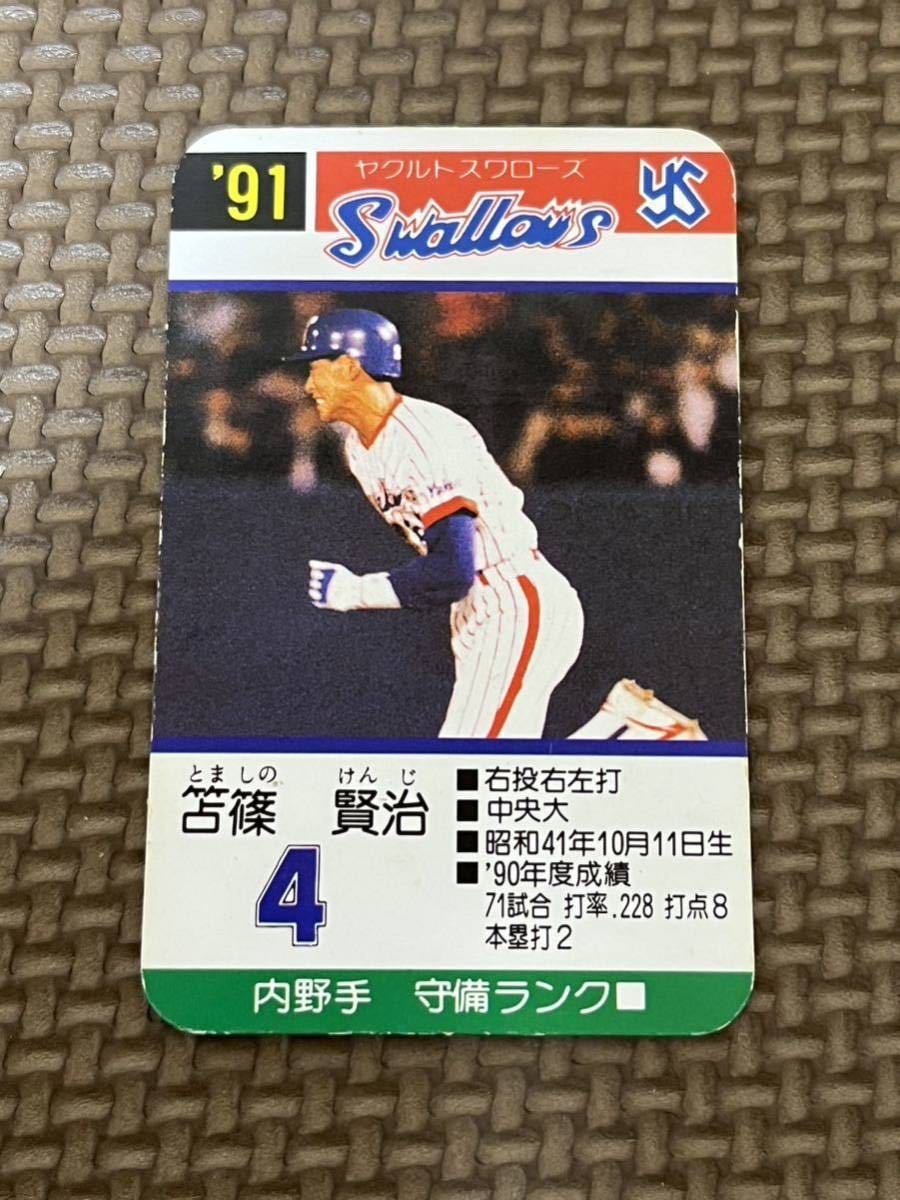 '91
ヤクルトスワローズ
Swallows
YS
とま しの けん じ
笘篠 賢治
4
■右投右左打
■中央大
■昭和41年10月11日生
■'90年度成績
71試合 打率.228 打点8
本塁打2
内野手 守備ランク■